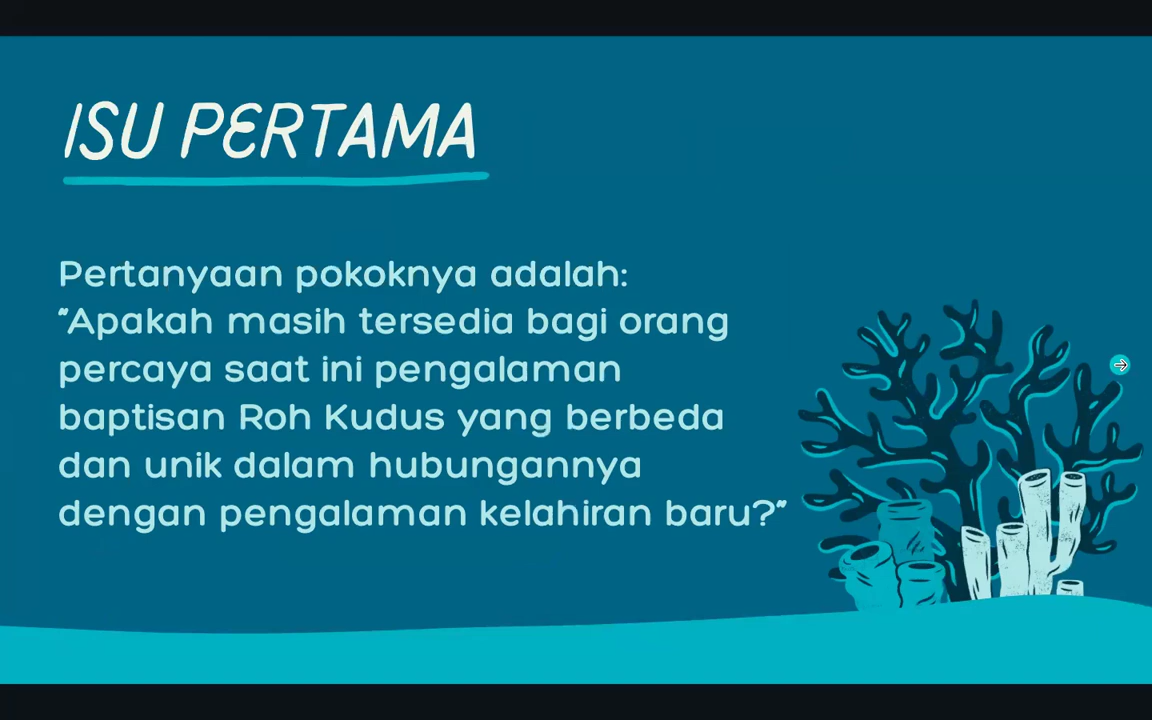 ISU PERTAMA
Pertanyaan pokoknya adalah:
“Apakah masih tersedia bagi orang
percaya saat ini pengalaman
baptisan Roh Kudus yang berbeda
dan unik dalam hubungannya
dengan pengalaman kelahiran baru?”